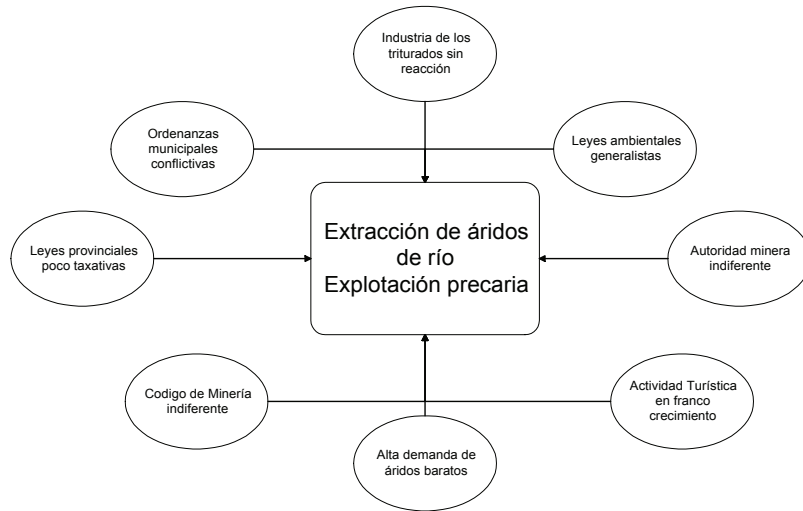 Industria de los
triturados sin
reacción
Ordenanzas
municipales
conflictivas
Leyes ambientales
generalistas
Leyes provinciales
poco taxativas
Extracción de áridos
de río
Explotación precaria
Autoridad minera
indiferente
Codigo de Minería
indiferente
Alta demanda de
áridos baratos
Actividad Turística
en franco
crecimiento